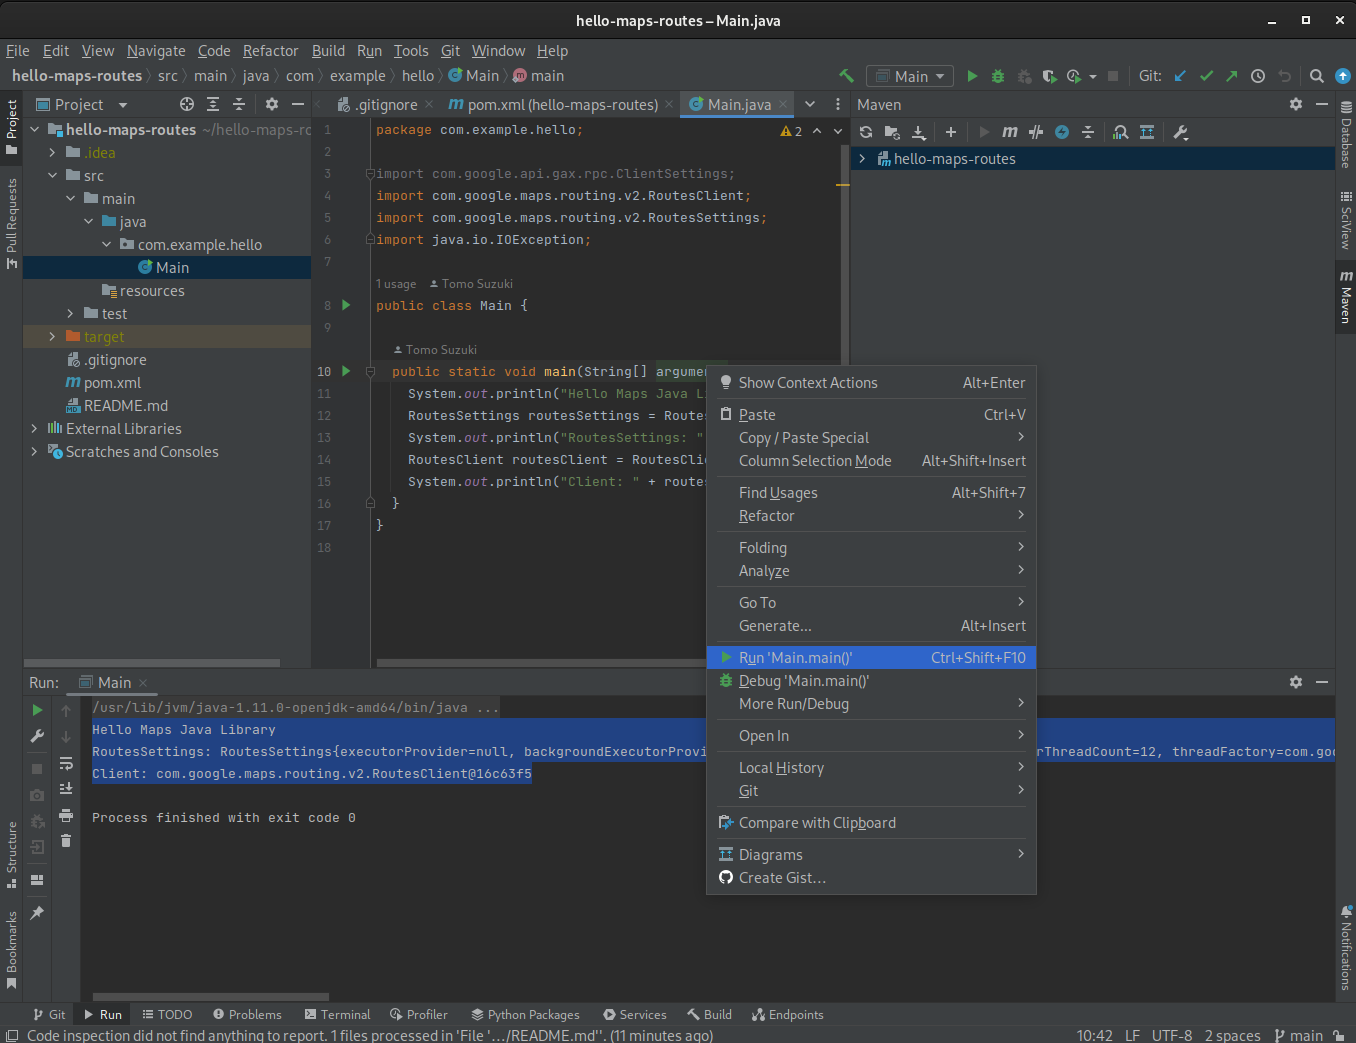 hello-maps-routes – Main.java
File Edit View Navigate Code Refactor Build Run Tools Git Window Help
hello-maps-routes src main java com example hello Main main
Main
Git:
Project
.gitignore
pom.xml (hello-maps-routes)
Main.java
Maven
Project
Pull Requests
Structure
Bookmarks
hello-maps-routes ~/hello-maps-ro
.idea
src
main
java
com.example.hello
Main
resources
test
target
.gitignore
pom.xml
README.md
External Libraries
Scratches and Consoles
2
1 package com.example.hello;
2
3 import com.google.api.gax.rpc.ClientSettings;
4 import com.google.maps.routing.v2.RoutesClient;
5 import com.google.maps.routing.v2.RoutesSettings;
6 import java.io.IOException;
7
1 usage Tomo Suzuki
8 public class Main {
9
Tomo Suzuki
10 public static void main(String[] argumen
11 System.out.println("Hello Maps Java Li
12 RoutesSettings routesSettings = Routes
13 System.out.println("RoutesSettings: "
14 RoutesClient routesClient = RoutesClie
15 System.out.println("Client: " + routes
16 }
17 }
18
hello-maps-routes
Database
SciView
Maven
Notifications
Show Context Actions Alt+Enter
Paste Ctrl+V
Copy / Paste Special
Column Selection Mode Alt+Shift+Insert
Find Usages Alt+Shift+7
Refactor
Folding
Analyze
Go To
Generate... Alt+Insert
Run 'Main.main()' Ctrl+Shift+F10
Debug 'Main.main()'
More Run/Debug
Open In
Local History
Git
Compare with Clipboard
Diagrams
Create Gist...
Run: Main
/usr/lib/jvm/java-1.11.0-openjdk-amd64/bin/java ...
Hello Maps Java Library
RoutesSettings: RoutesSettings{executorProvider=null, backgroundExecutorProvi rThreadCount=12, threadFactory=com.goo
Client: com.google.maps.routing.v2.RoutesClient@16c63f5
Process finished with exit code 0
Git Run TODO Problems Terminal Profiler Python Packages Services Build Endpoints
Code inspection did not find anything to report. 1 files processed in 'File '.../README.md''. (11 minutes ago) 10:42 LF UTF-8 2 spaces main